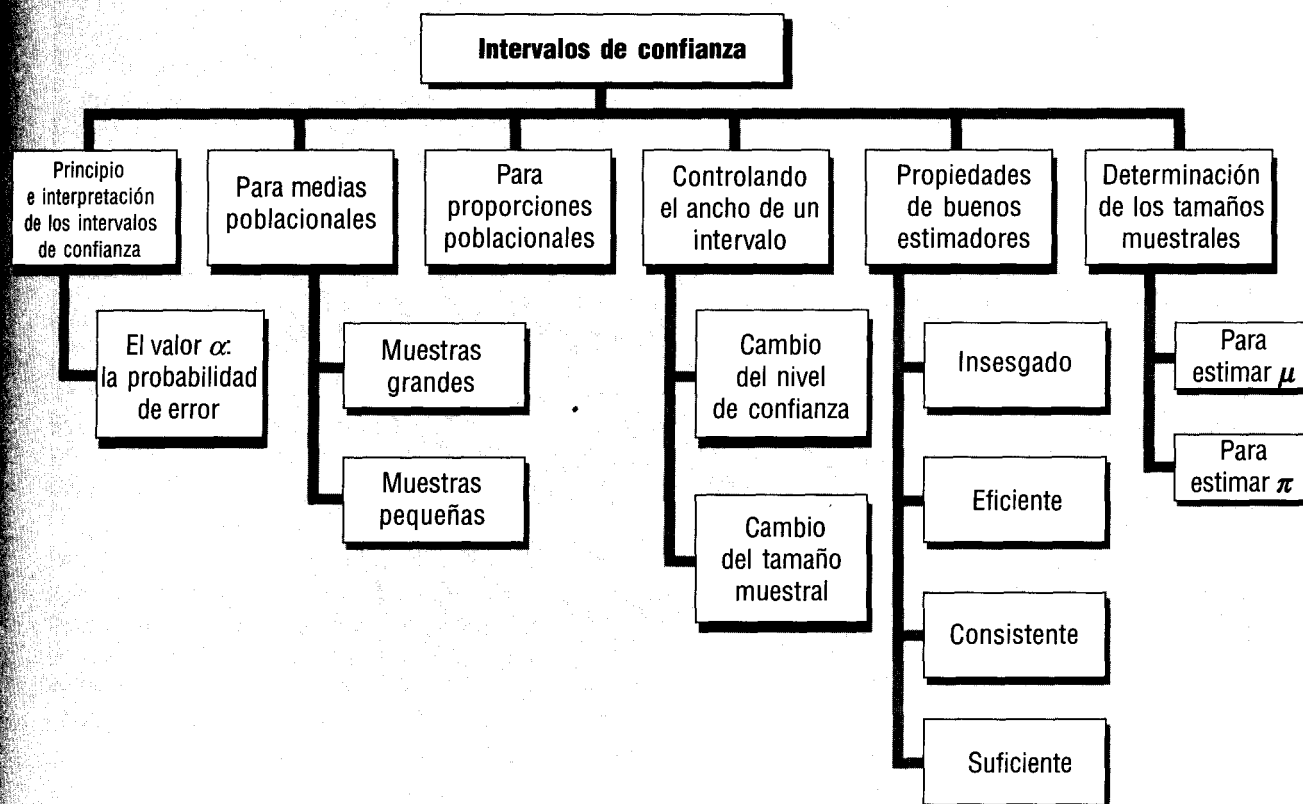 Intervalos de confianza
Principio
e interpretación
de los intervalos
de confianza
Para medias
poblacionales
Para
proporciones
poblacionales
Controlando
el ancho de un
intervalo
Propiedades
de buenos
estimadores
Determinación
de los tamaños
muestrales
El valor α:
la probabilidad
de error
Muestras
grandes
Muestras
pequeñas
Cambio
del nivel
de confianza
Cambio
del tamaño
muestral
Insesgado
Eficiente
Consistente
Suficiente
Para
estimar μ
Para
estimar π